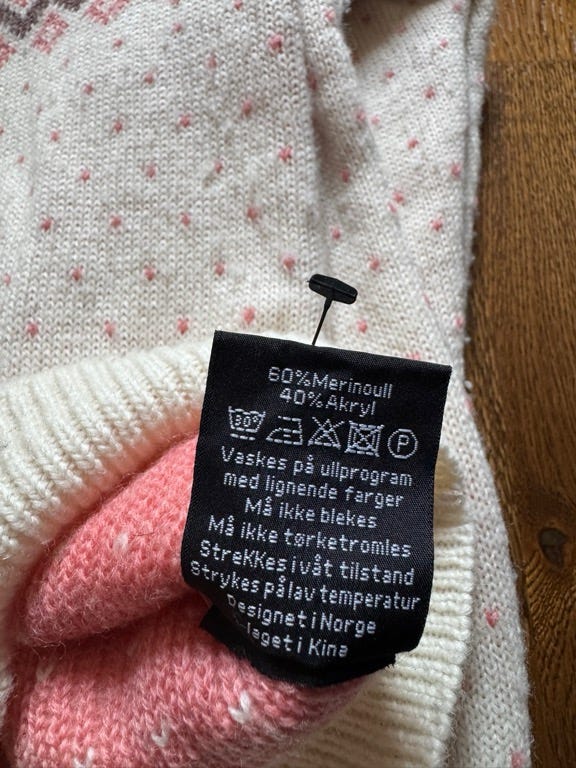 60%Merinoull
40%Akryl
30° P
Vaskes på ullprogram
med lignende farger
Må ikke blekes
Må ikke tørketromles
StreKKes i våt tilstand
Strykes på lav temperatur
Designet i Norge
i Kina